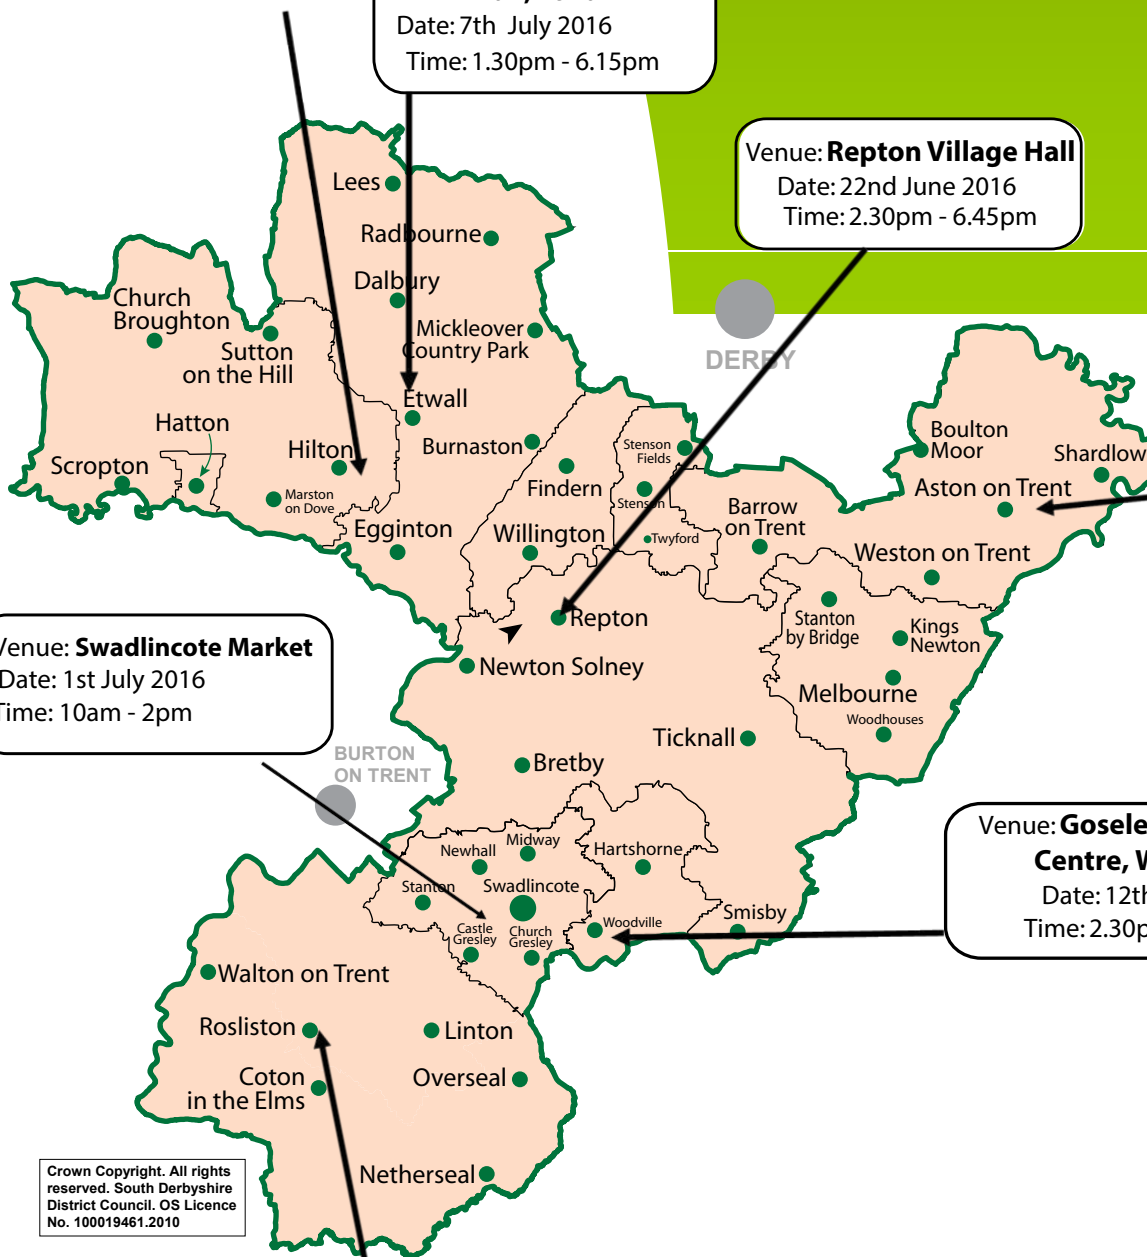 Date: 7th July 2016
Time: 1.30pm - 6.15pm
Venue: Repton Village Hall
Date: 22nd June 2016
Time: 2.30pm - 6.45pm
Lees
Radbourne
Dalbury
Church
Broughton
Sutton
on the Hill
Mickleover
Country Park
DERBY
Etwall
Hatton
Hilton
Burnaston
Scropton
Marston
on Dove
Egginton
Findern
Willington
Stenson
Fields
Stenson
Twyford
Barrow
on Trent
Boulton
Moor
Shardlow
Aston on Trent
Weston on Trent
Stanton
by Bridge
Kings
Newton
Melbourne
Woodhouses
Repton
Newton Solney
Venue: Swadlincote Market
Date: 1st July 2016
Time: 10am - 2pm
BURTON
ON TRENT
Ticknall
Bretby
Midway
Newhall
Hartshorne
Stanton
Swadlincote
Castle
Gresley
Church
Gresley
Woodville
Smisby
Venue:
Centre,
Date: 12th
Time:
Walton on Trent
Rosliston
Linton
Coton
in the Elms
Overseal
Netherseal
Crown Copyright. All rights
reserved. South Derbyshire
District Council. OS Licence
No. 100019461.2010